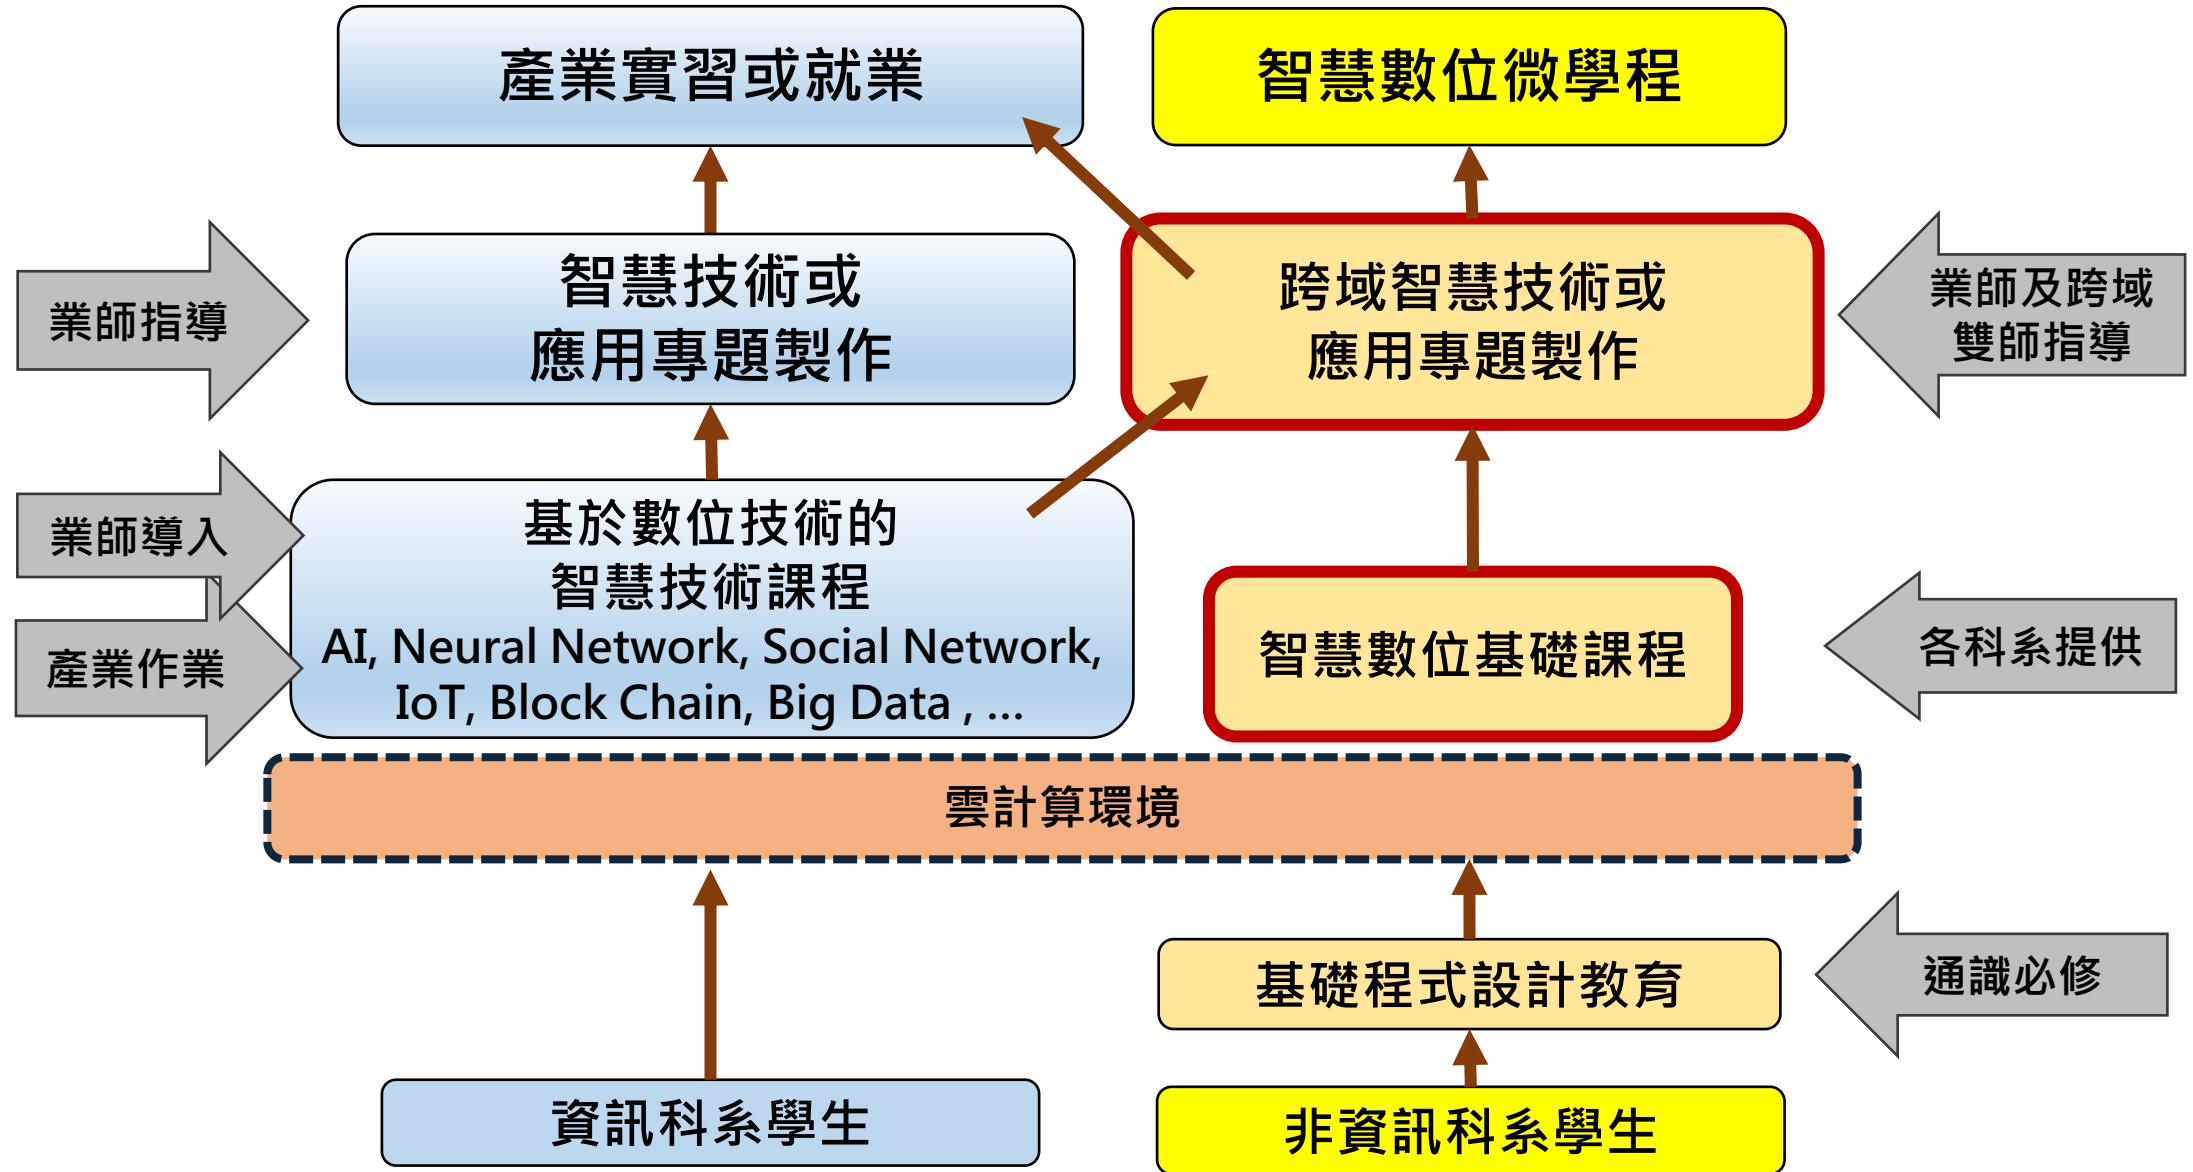 產業實習或就業
智慧數位微學程
業師指導
智慧技術或
應用專題製作
跨域智慧技術或
應用專題製作
業師及跨域
雙師指導
業師導入
產業作業
基於數位技術的
智慧技術課程
AI, Neural Network, Social Network,
IoT, Block Chain, Big Data , ...
智慧數位基礎課程
各科系提供
雲計算環境
基礎程式設計教育
通識必修
資訊科系學生
非資訊科系學生